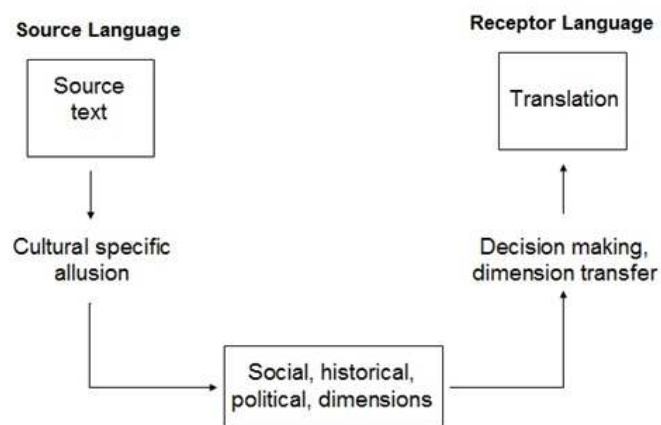 Source Language
Receptor Language
Source
text
Translation
Cultural specific
allusion
Decision making,
dimension transfer
Social, historical,
political, dimensions